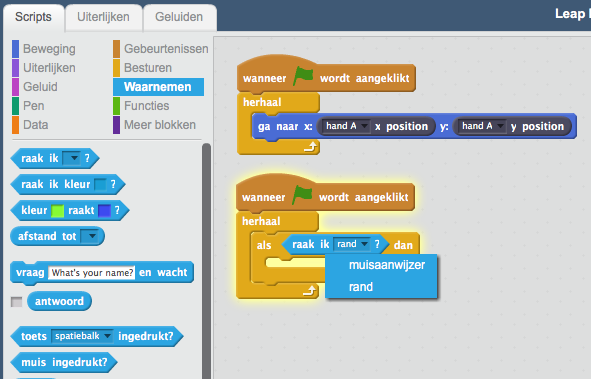 Scripts Uiterlijken Geluiden
Leap
Beweging Gebeurtenissen
Uiterlijken Besturen
Geluid Waarnemen
Pen Functies
Data Meer blokken
raak ik ?
raak ik kleur ?
kleur raakt ?
afstand tot
vraag What's your name? en wacht
antwoord
toets spatiebalk ingedrukt?
muis ingedrukt?
wanneer wordt aangeklikt
herhaal
ga naar x: hand A x position y: hand A y position
wanneer wordt aangeklikt
herhaal
als raak ik rand ? dan
muisaanwijzer
rand